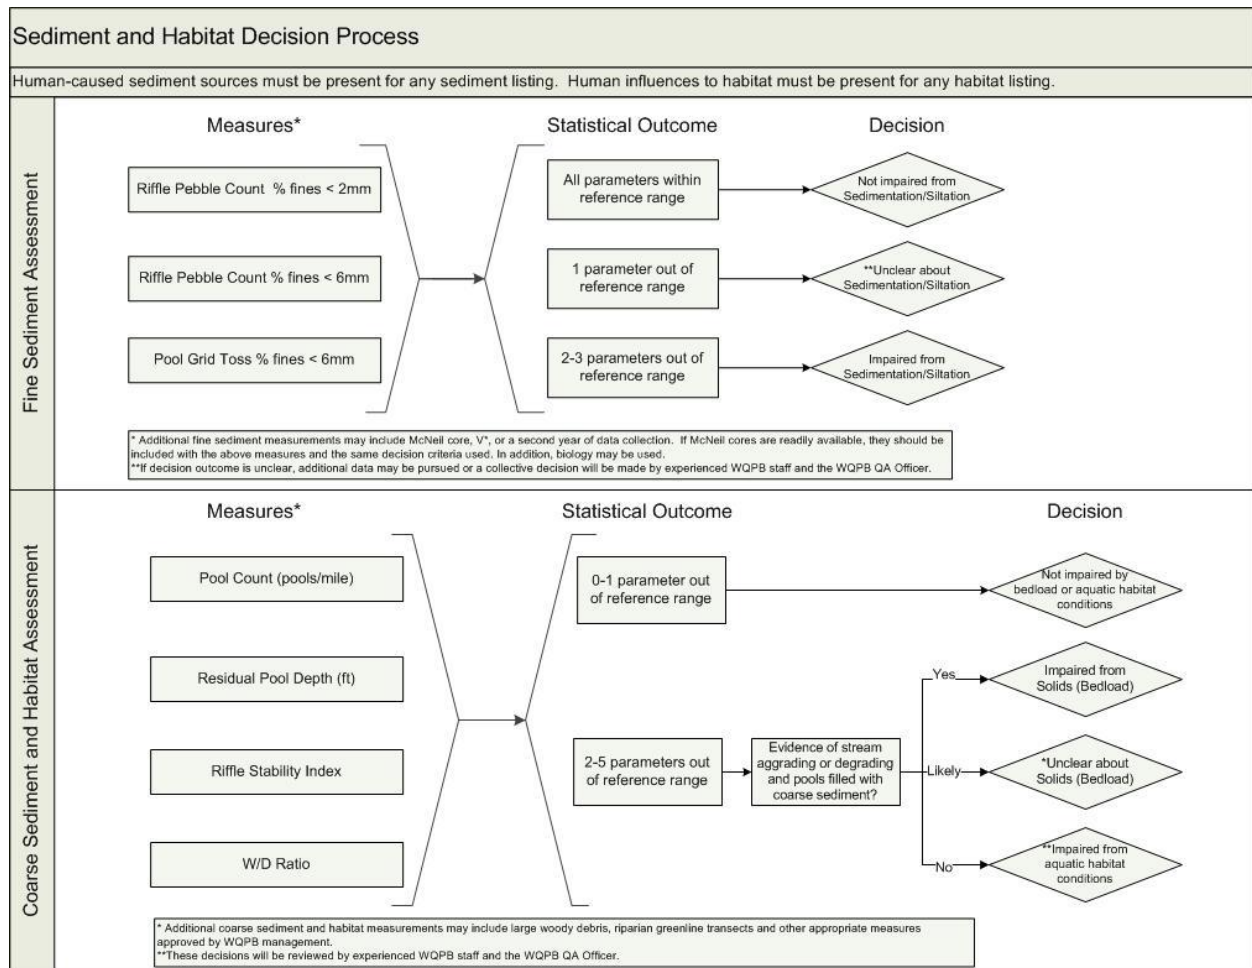 Sediment and Habitat Decision Process
Human-caused sediment sources must be present for any sediment listing.  Human influences to habitat must be present for any habitat listing.
Fine Sediment Assessment
Measures*
Statistical Outcome
Decision
Riffle Pebble Count  % fines < 2mm
All parameters within
reference range
Not impaired from
Sedimentation/Siltation
Riffle Pebble Count % fines < 6mm
1 parameter out of
reference range
**Unclear about
Sedimentation/Siltation
Pool Grid Toss % fines < 6mm
2-3 parameters out of
reference range
Impaired from
Sedimentation/Siltation
* Additional fine sediment measurements may include McNeil core, V*, or a second year of data collection.  If McNeil cores are readily available, they should be
included with the above measures and the same decision criteria used. In addition, biology may be used.
**If decision outcome is unclear, additional data may be pursued or a collective decision will be made by experienced WQPB staff and the WQPB QA Officer.
Coarse Sediment and Habitat Assessment
Measures*
Statistical Outcome
Decision
Pool Count (pools/mile)
0-1 parameter out
of reference range
Not impaired by
bedload or aquatic habitat
conditions
Residual Pool Depth (ft)
Yes
Impaired from
Solids (Bedload)
Riffle Stability Index
2-5 parameters out
of reference range
Evidence of stream
aggrading or degrading
and pools filled with
coarse sediment?
Likely
*Unclear about
Solids (Bedload)
W/D Ratio
No
**Impaired from
aquatic habitat
conditions
* Additional coarse sediment and habitat measurements may include large woody debris, riparian greenline transects and other appropriate measures
approved by WQPB management.
**These decisions will be reviewed by experienced WQPB staff and the WQPB QA Officer.